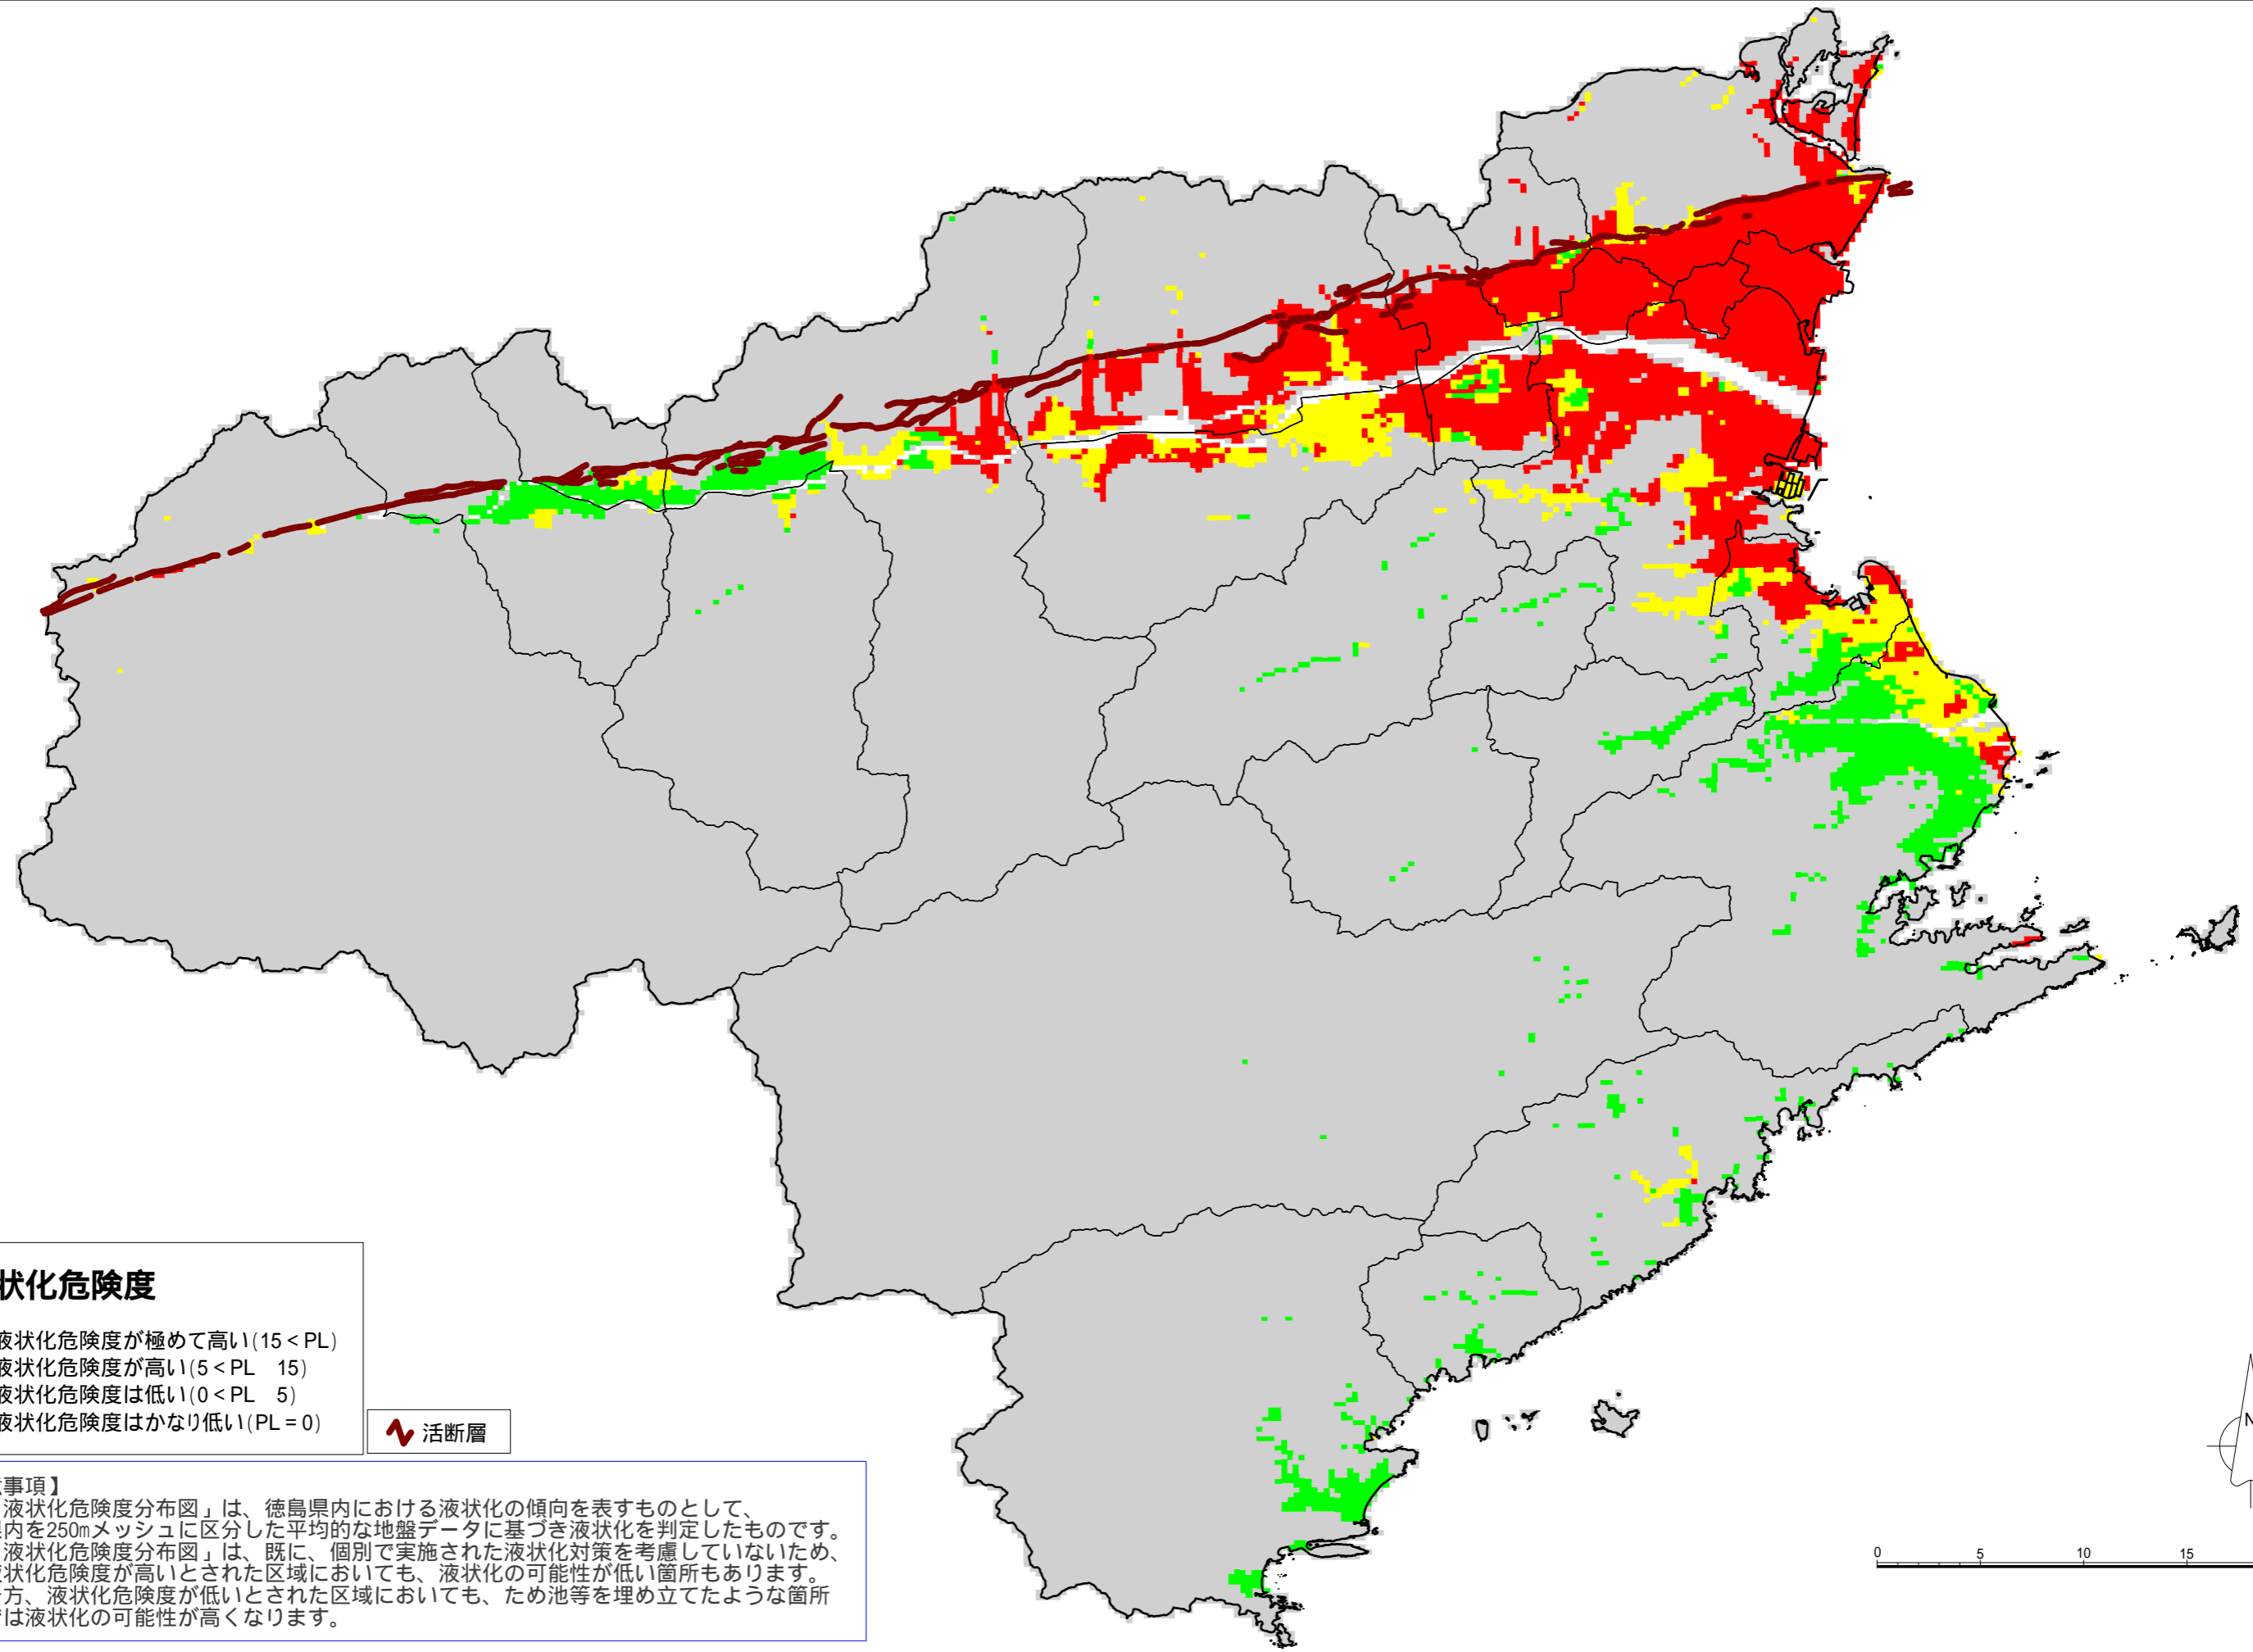 状化危険度
液状化危険度が極めて高い(15＜PL)
液状化危険度が高い(5＜PL　15)
液状化危険度は低い(0＜PL　5)
液状化危険度はかなり低い(PL＝0)
活断層
事項】
液状化危険度分布図」は、徳島県内における液状化の傾向を表すものとして、
内を250mメッシュに区分した平均的な地盤データに基づき液状化を判定したものです。
液状化危険度分布図」は、既に、個別で実施された液状化対策を考慮していないため、
液状化危険度が高いとされた区域においても、液状化の可能性が低い箇所もあります。
方、液状化危険度が低いとされた区域においても、ため池等を埋め立てたような箇所
は液状化の可能性が高くなります。
N
0 5 10 15